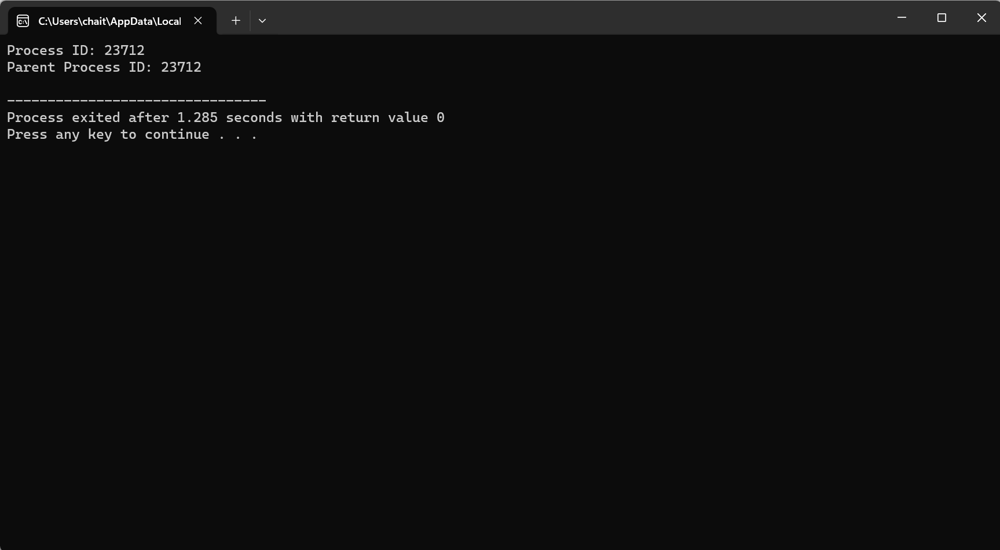 C:\Users\chait\AppData\Local
Process ID: 23712
Parent Process ID: 23712
--------------------------------
Process exited after 1.285 seconds with return value 0
Press any key to continue . . .